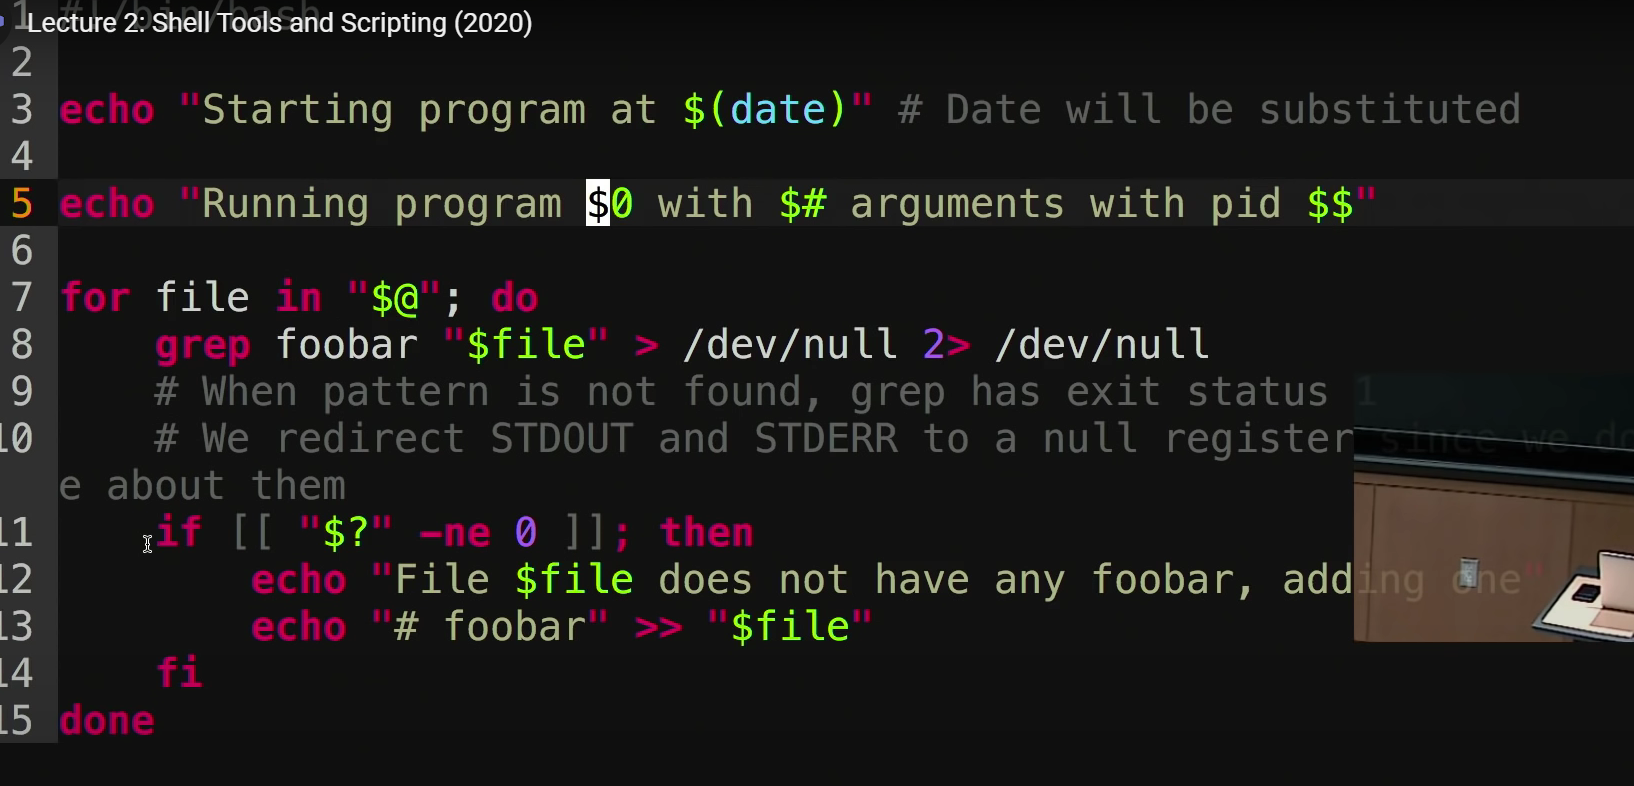 Lecture 2: Shell Tools and Scripting (2020)
1 #!/bin/bash
2
3 echo "Starting program at $(date)" # Date will be substituted
4
5 echo "Running program $0 with $# arguments with pid $$"
6
7 for file in "$@"; do
8     grep foobar "$file" > /dev/null 2> /dev/null
9     # When pattern is not found, grep has exit status 1
10     # We redirect STDOUT and STDERR to a null register since we do
e about them
11     if [[ "$?" -ne 0 ]]; then
12         echo "File $file does not have any foobar, adding one"
13         echo "# foobar" >> "$file"
14     fi
15 done